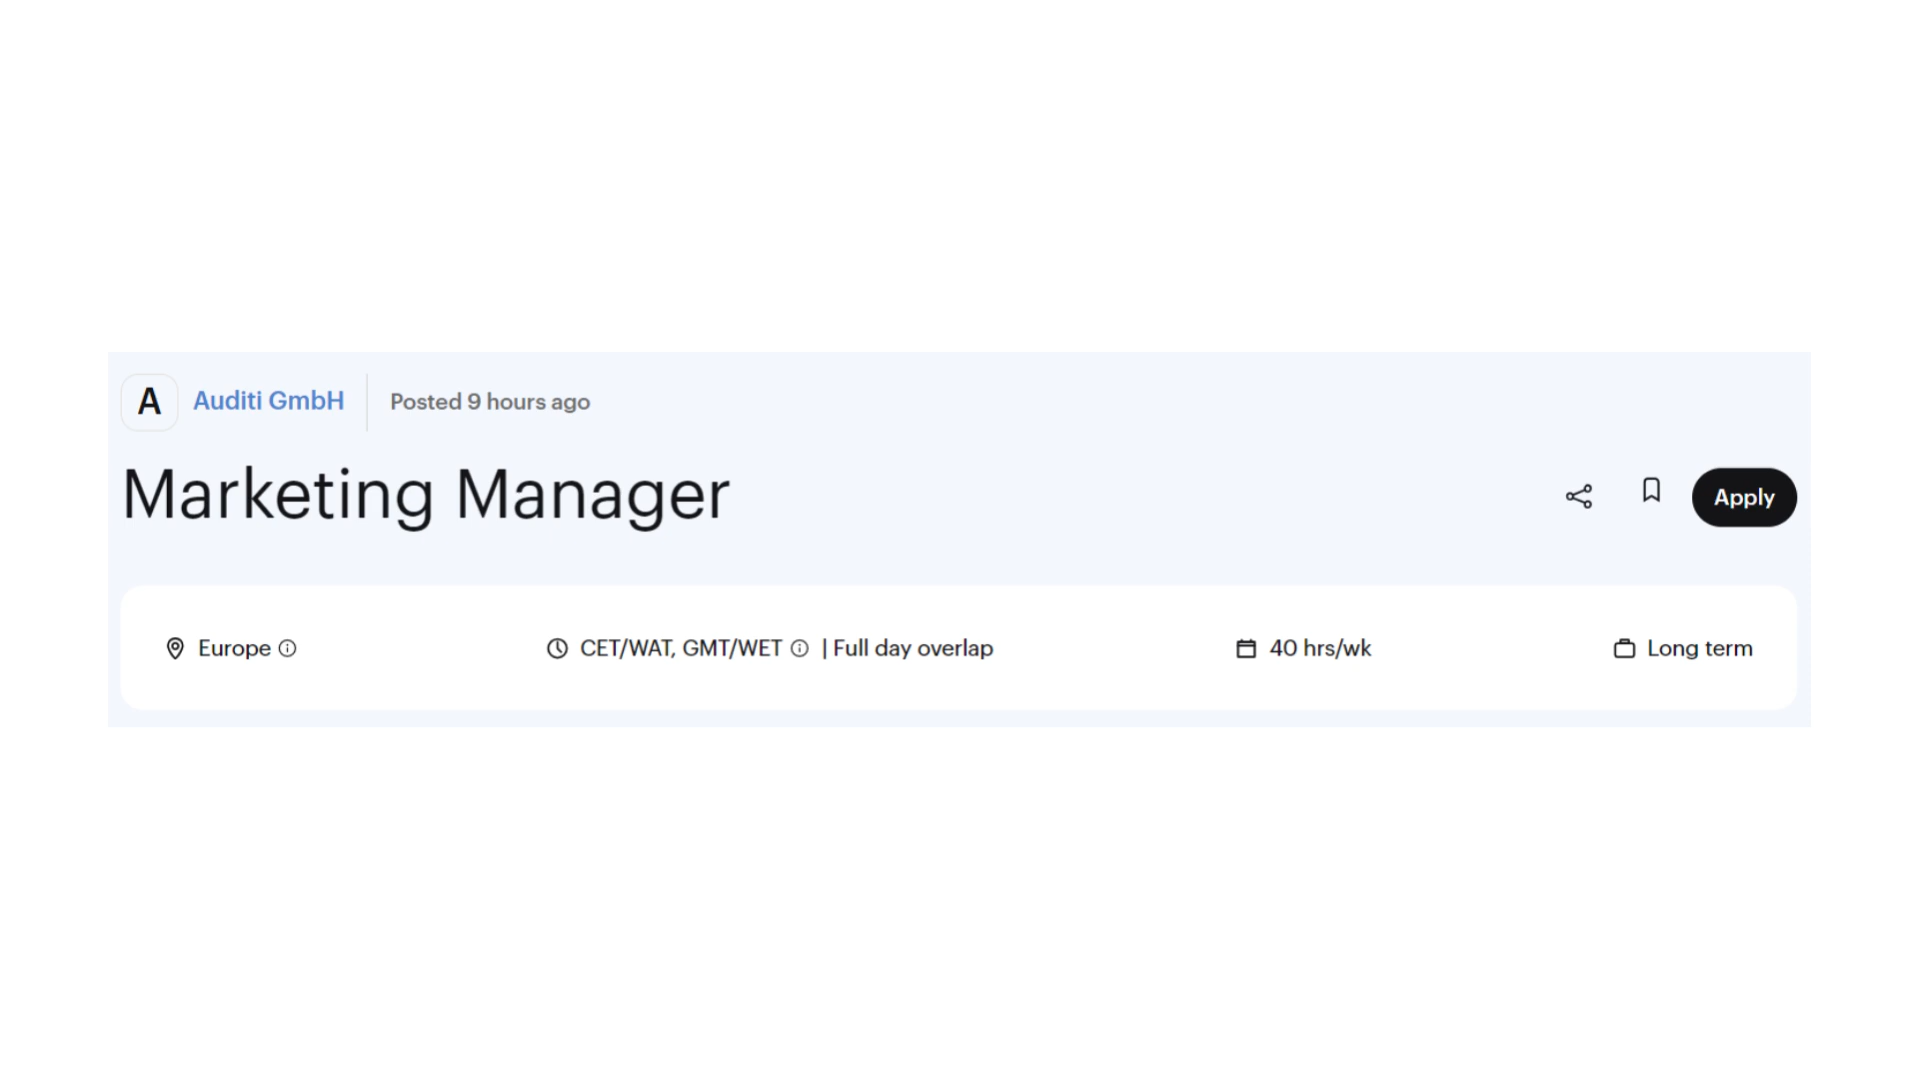 A Auditi GmbH Posted 9 hours ago
Marketing Manager
Apply
Europe CET/WAT, GMT/WET | Full day overlap 40 hrs/wk Long term